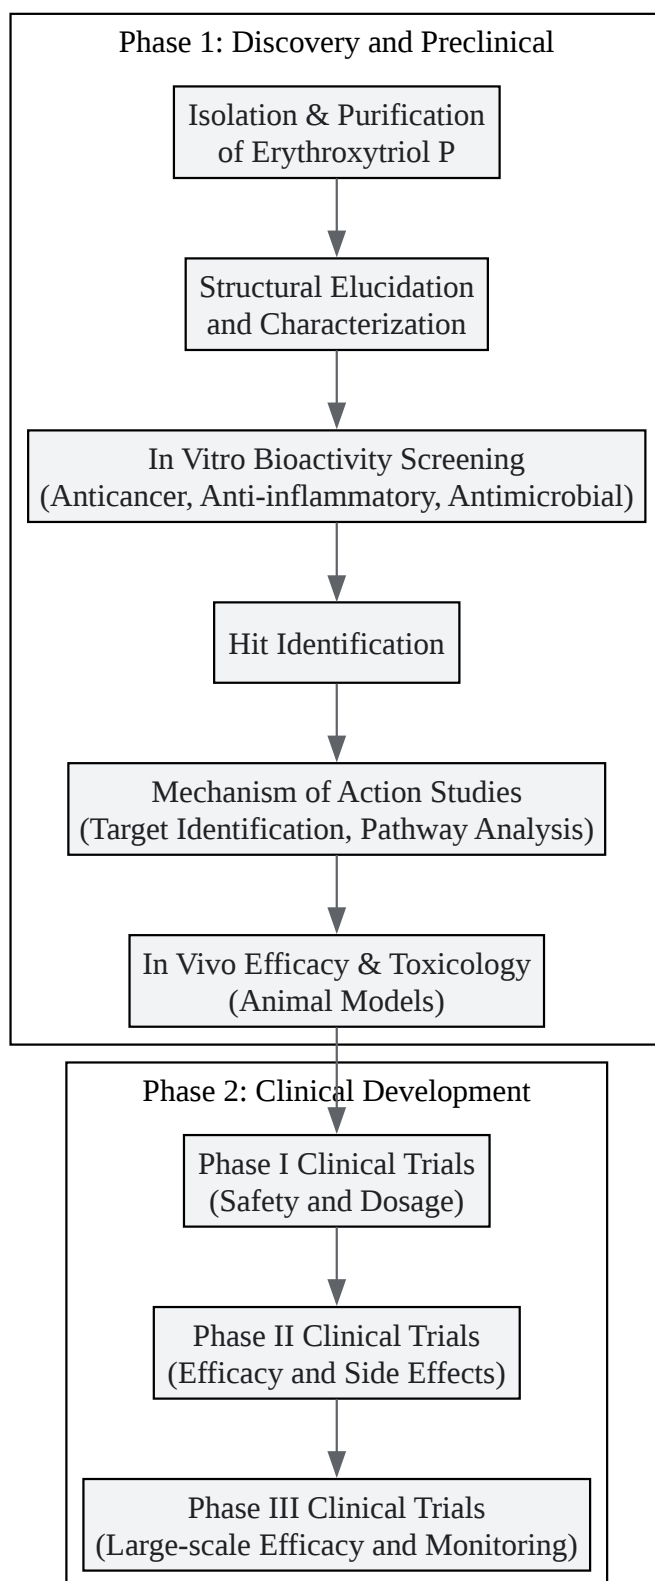 Phase 1: Discovery and Preclinical
Isolation & Purification
of Erythroxytriol P
Structural Elucidation
and Characterization
In Vitro Bioactivity Screening
(Anticancer, Anti-inflammatory, Antimicrobial)
Hit Identification
Mechanism of Action Studies
(Target Identification, Pathway Analysis)
In Vivo Efficacy & Toxicology
(Animal Models)
Phase 2: Clinical Development
Phase I Clinical Trials
(Safety and Dosage)
Phase II Clinical Trials
(Efficacy and Side Effects)
Phase III Clinical Trials
(Large-scale Efficacy and Monitoring)